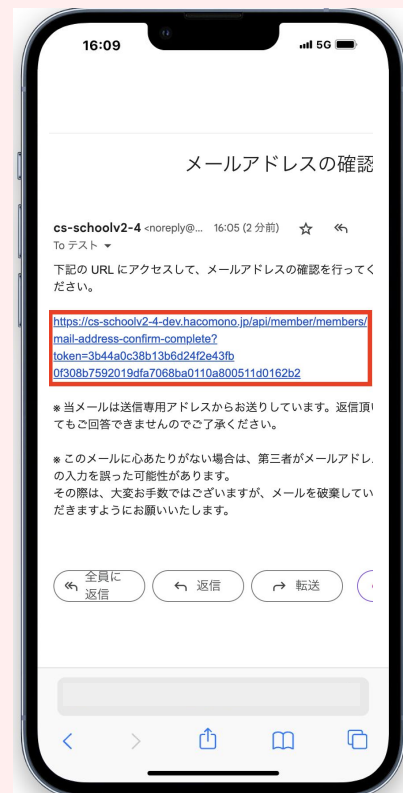 16:09
5G
メールアドレスの確認
cs-schoolv2-4 <noreply@... 16:05 (2 分前)
To テスト
下記の URL にアクセスして、メールアドレスの確認を行ってく
ださい。
https://cs-schoolv2-4-dev.hacomono.jp/api/member/members/
mail-address-confirm-complete?
token=3b44a0c38b13b6d24f2e43fb
0f308b7592019dfa7068ba0110a800511d0162b2
※ 当メールは送信専用アドレスからお送りしています。返信頂い
てもご回答できませんのでご了承ください。
※ このメールに心あたりがない場合は、第三者がメールアドレ
の入力を誤った可能性があります。
その際は、大変お手数ではございますが、メールを破棄してい
だきますようにお願いいたします。
全員に
返信
返信
転送